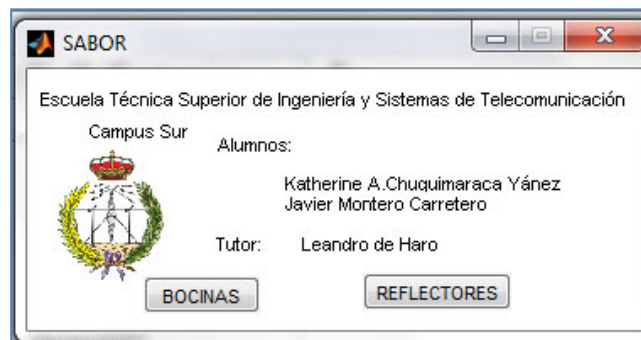 SABOR
Escuela Técnica Superior de Ingeniería y Sistemas de Telecomunicación
Campus Sur
Alumnos:
Katherine A.Chuquimaraca Yánez
Javier Montero Carretero
Tutor: Leandro de Haro
BOCINAS
REFLECTORES